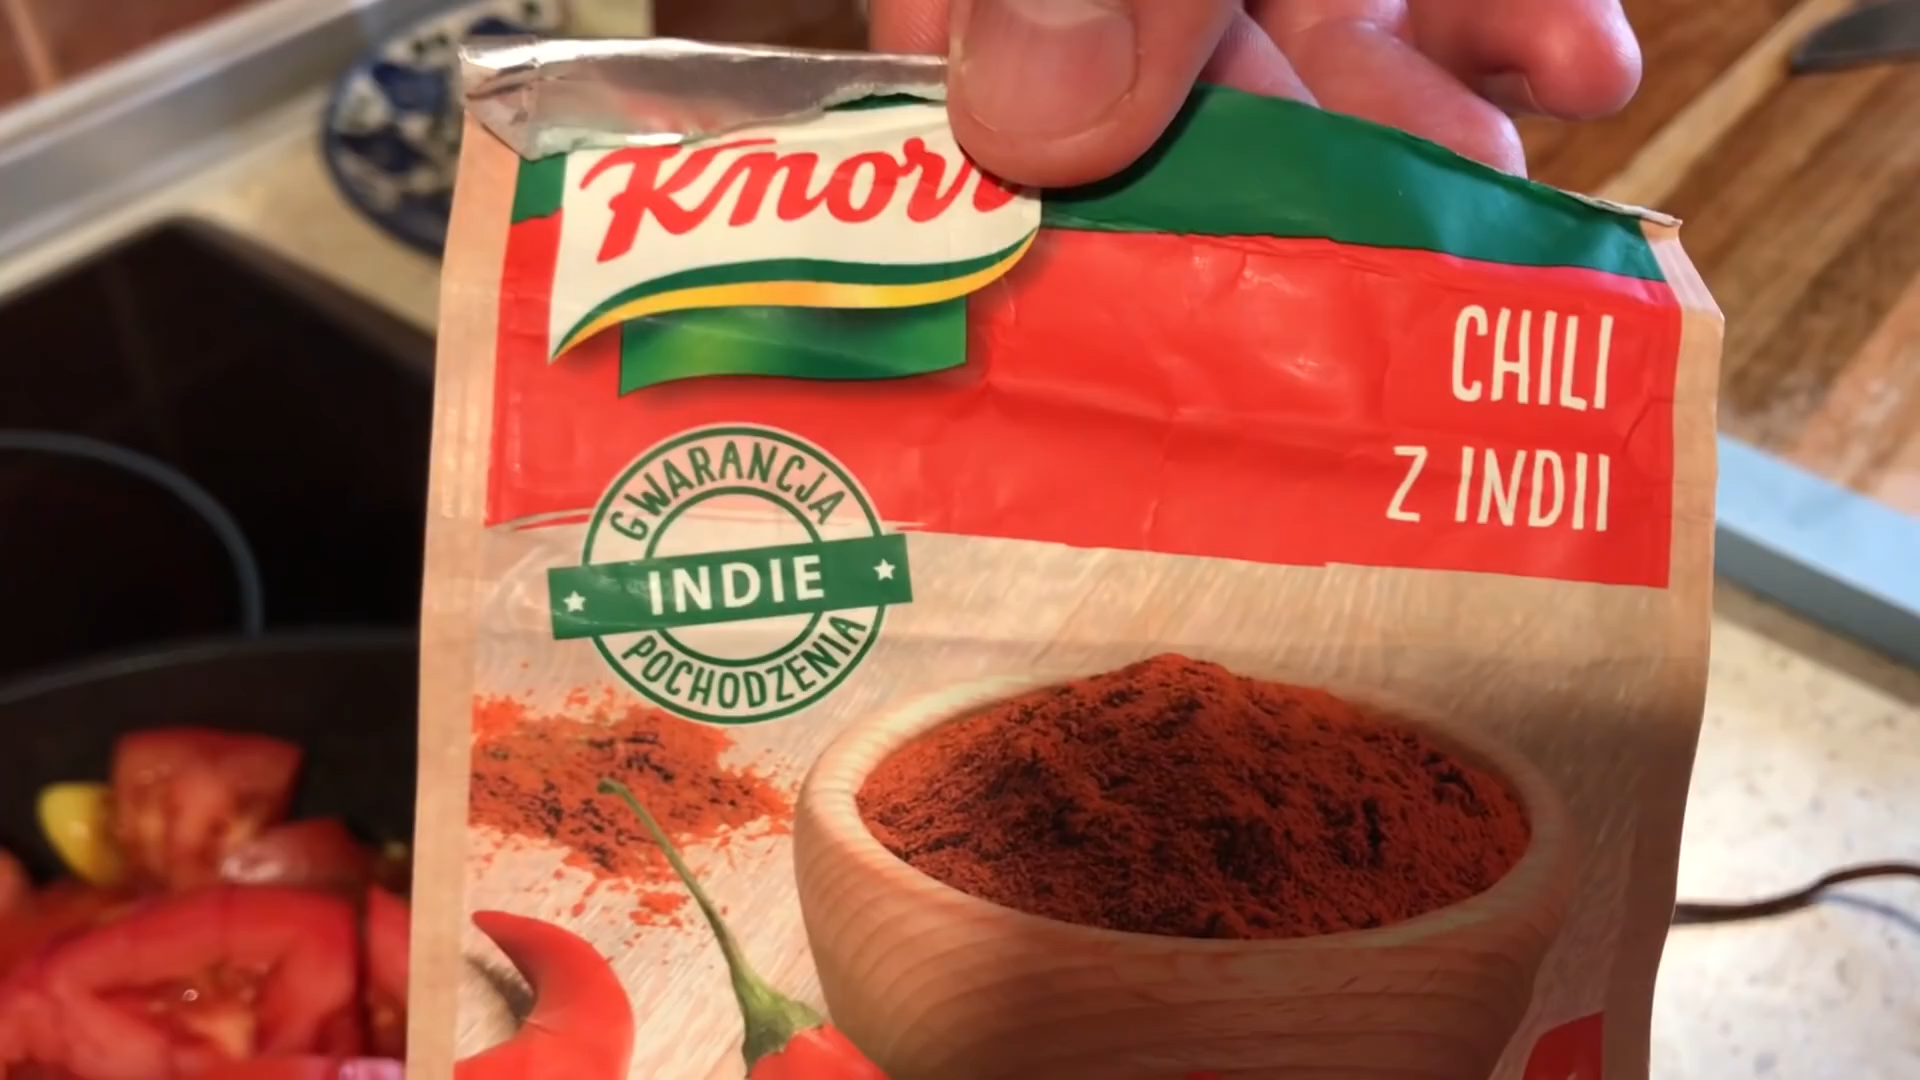 Knorr
CHILI
Z INDII
GWARANCJA
INDIE
POCHODZENIA